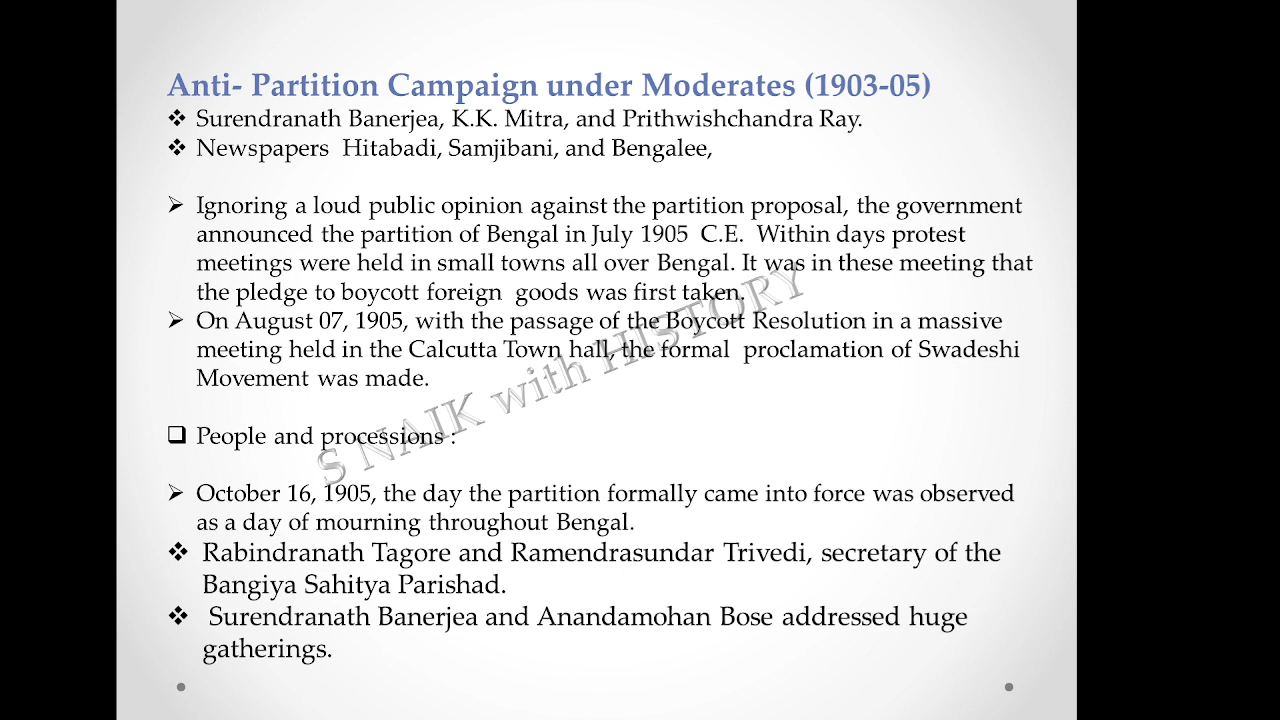 Anti- Partition Campaign under Moderates (1903-05)
❖ Surendranath Banerjea, K.K. Mitra, and Prithwishchandra Ray.
❖ Newspapers Hitabadi, Samjibani, and Bengalee,
➢ Ignoring a loud public opinion against the partition proposal, the government
announced the partition of Bengal in July 1905 C.E. Within days protest
meetings were held in small towns all over Bengal. It was in these meeting that
the pledge to boycott foreign goods was first taken.
➢ On August 07, 1905, with the passage of the Boycott Resolution in a massive
meeting held in the Calcutta Town hall, the formal proclamation of Swadeshi
Movement was made.
❑ People and processions :
➢ October 16, 1905, the day the partition formally came into force was observed
as a day of mourning throughout Bengal.
❖ Rabindranath Tagore and Ramendrasundar Trivedi, secretary of the
Bangiya Sahitya Parishad.
❖ Surendranath Banerjea and Anandamohan Bose addressed huge
gatherings.
S NAIK with HISTORY